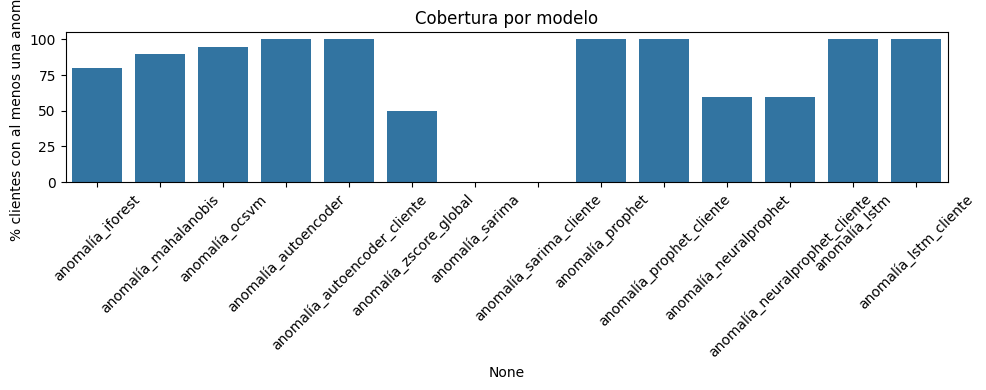 Cobertura por modelo
% clientes con al menos una anom
100
75
50
25
0
anomalía_iforest
anomalía_mahalanobis
anomalía_ocsvm
anomalía_autoencoder
anomalía_autoencoder_cliente
anomalía_zscore_global
anomalía_sarima
anomalía_sarima_cliente
anomalía_prophet
anomalía_prophet_cliente
anomalía_neuralprophet
anomalía_neuralprophet_cliente
anomalía_lstm
anomalía_lstm_cliente
None